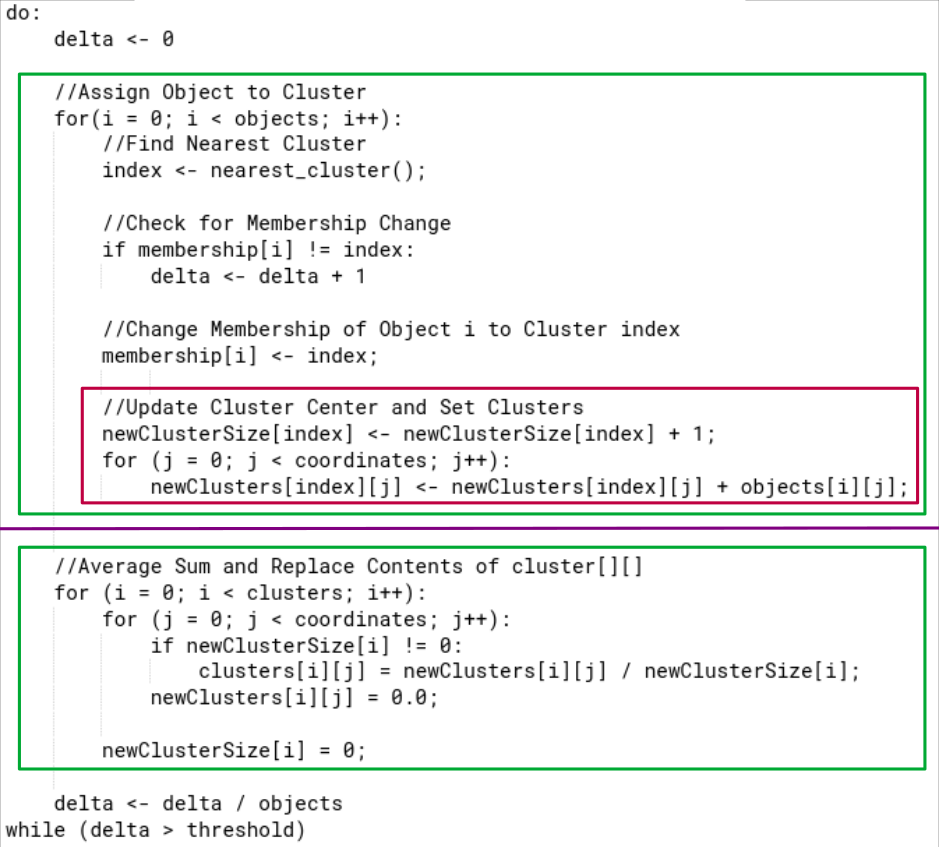 do:
    delta <- 0
    //Assign Object to Cluster
    for(i = 0; i < objects; i++):
        //Find Nearest Cluster
        index <- nearest_cluster();
        //Check for Membership Change
        if membership[i] != index:
            delta <- delta + 1
        //Change Membership of Object i to Cluster index
        membership[i] <- index;
        //Update Cluster Center and Set Clusters
        newClusterSize[index] <- newClusterSize[index] + 1;
        for (j = 0; j < coordinates; j++):
            newClusters[index][j] <- newClusters[index][j] + objects[i][j];
    //Average Sum and Replace Contents of cluster[][]
    for (i = 0; i < clusters; i++):
        for (j = 0; j < coordinates; j++):
            if newClusterSize[i] != 0:
                clusters[i][j] = newClusters[i][j] / newClusterSize[i];
            newClusters[i][j] = 0.0;
        newClusterSize[i] = 0;
    delta <- delta / objects
while (delta > threshold)